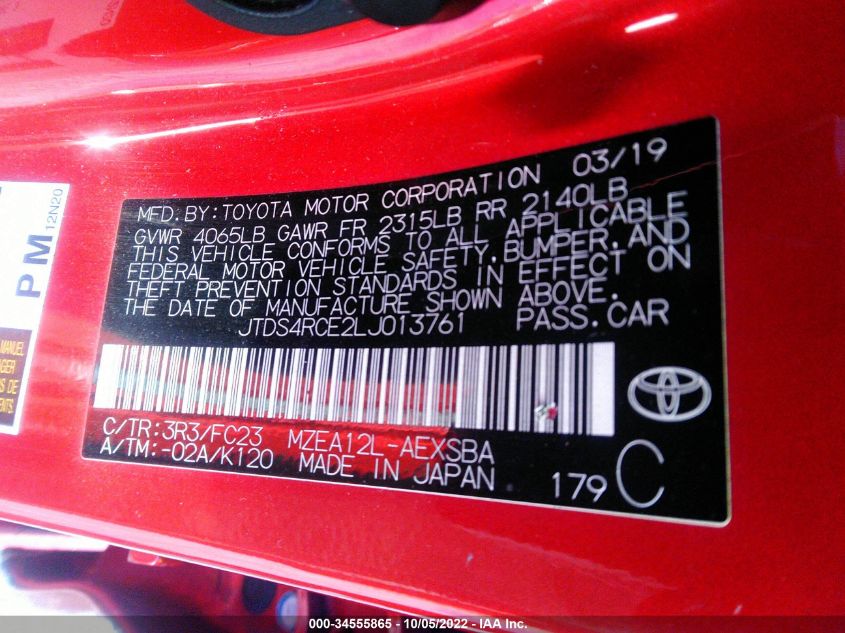 MFD. BY: TOYOTA MOTOR CORPORATION 03/19
GVWR 4065LB GAWR FR 2315LB RR 2140LB
THIS VEHICLE CONFORMS TO ALL APPLICABLE
FEDERAL MOTOR VEHICLE SAFETY, BUMPER, AND
THEFT PREVENTION STANDARDS IN EFFECT ON
THE DATE OF MANUFACTURE SHOWN ABOVE.
JTDS4RCE2LJ013761 PASS. CAR
C/TR: 3R3/FC23 MZEA12L-AEXSBA
A/TM: -02A/K120 MADE IN JAPAN
179 C
PM 12N20
MANUEL
S DE
000-34555865 - 10/05/2022 - IAA Inc.